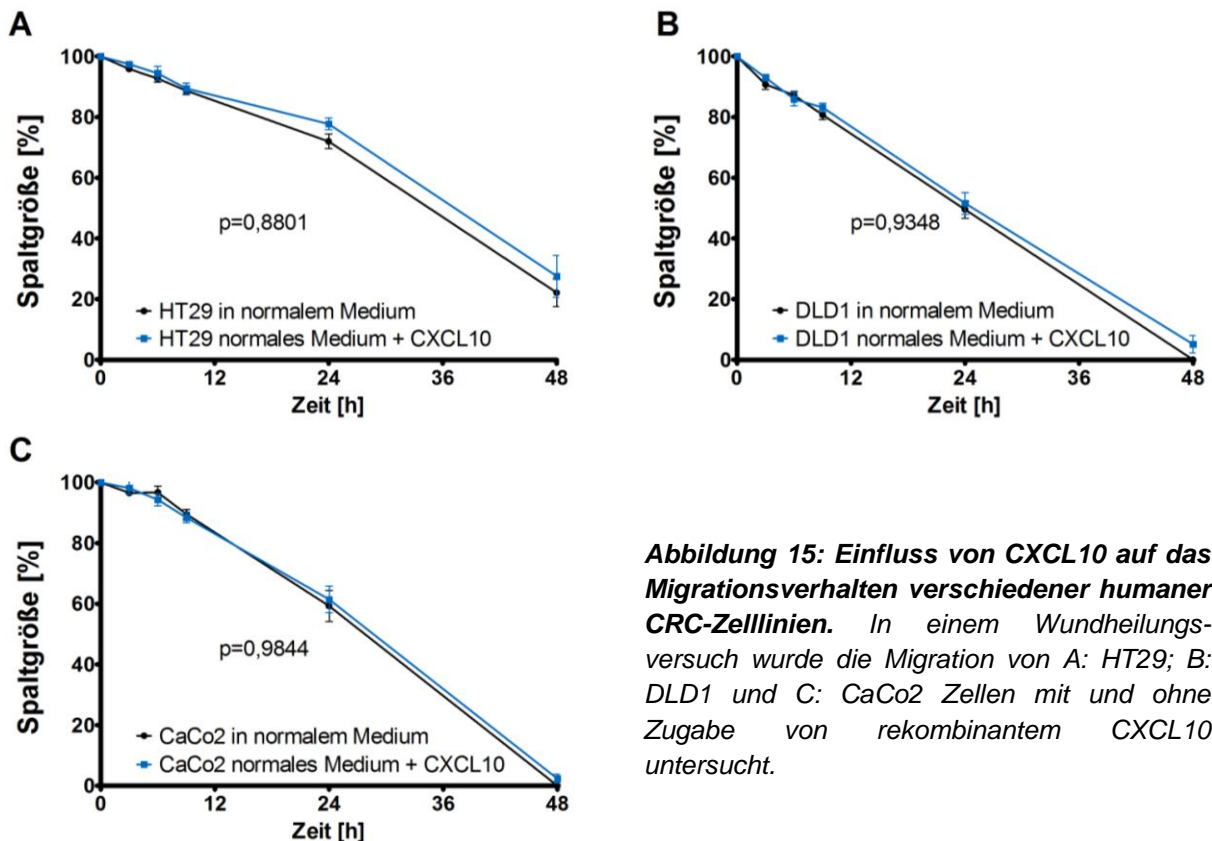 A
Spaltgröße [%]
100
80
60
40
20
0
p=0,8801
HT29 in normalem Medium
HT29 normales Medium + CXCL10
0 12 24 36 48
Zeit [h]
B
Spaltgröße [%]
100
80
60
40
20
0
p=0,9348
DLD1 in normalem Medium
DLD1 normales Medium + CXCL10
0 12 24 36 48
Zeit [h]
C
Spaltgröße [%]
100
80
60
40
20
0
p=0,9844
CaCo2 in normalem Medium
CaCo2 normales Medium + CXCL10
0 12 24 36 48
Zeit [h]
Abbildung 15: Einfluss von CXCL10 auf das
Migrationsverhalten verschiedener humaner
CRC-Zelllinien. In einem Wundheilungs-
versuch wurde die Migration von A: HT29; B:
DLD1 und C: CaCo2 Zellen mit und ohne
Zugabe von rekombinantem CXCL10
untersucht.